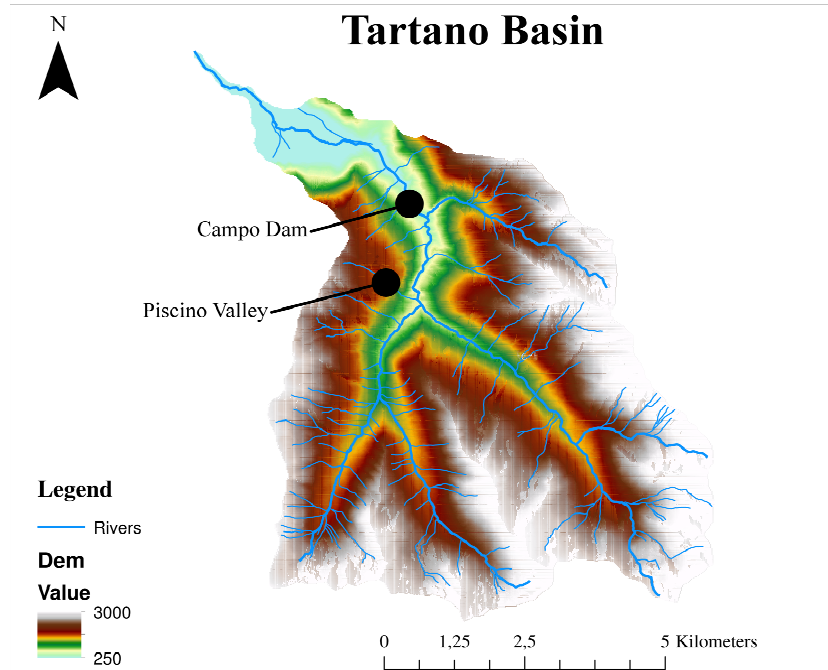 Tartano Basin
N
Campo Dam
Piscino Valley
Legend
Rivers
Dem
Value
3000
250
0 1,25 2,5 5 Kilometers